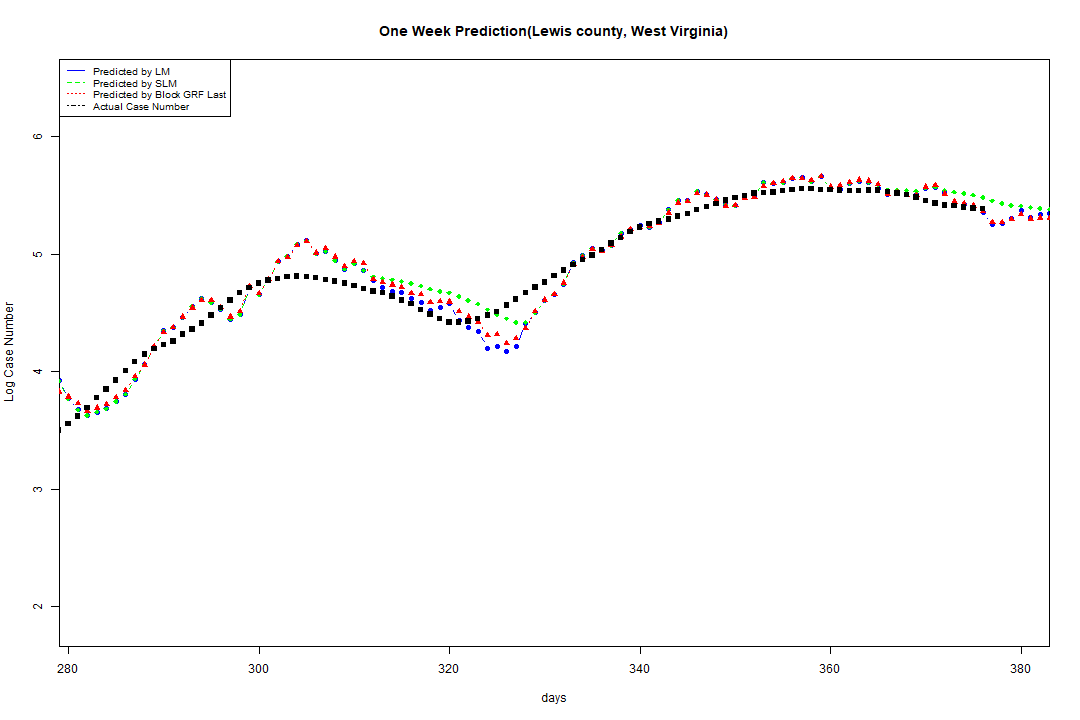 One Week Prediction(Lewis county, West Virginia)
Predicted by LM
Predicted by SLM
Predicted by Block GRF Last
Actual Case Number
6
5
4
3
2
Log Case Number
280 300 320 340 360 380
days